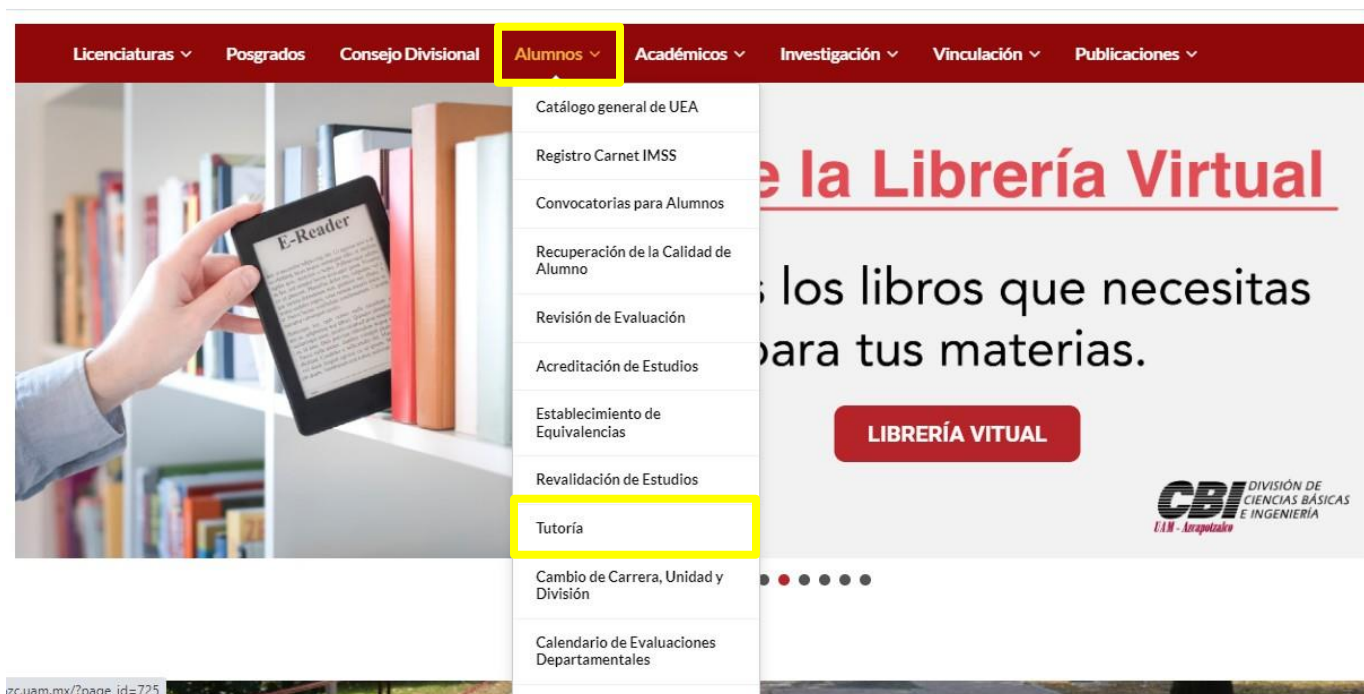 Licenciaturas Posgrados Consejo Divisional Alumnos Académicos Investigación Vinculación Publicaciones
Catálogo general de UEA
Registro Carnet IMSS
Convocatorias para Alumnos
Recuperación de la Calidad de
Alumno
Revisión de Evaluación
Acreditación de Estudios
Establecimiento de
Equivalencias
Revalidación de Estudios
Tutoría
Cambio de Carrera, Unidad y
División
Calendario de Evaluaciones
Departamentales
E-Reader
e la Librería Virtual
los libros que necesitas
para tus materias.
LIBRERÍA VITUAL
CBI
DIVISIÓN DE
CIENCIAS BÁSICAS
E INGENIERÍA
UAM - Azcapotzalco
zc.uam.mx/?page_id=725